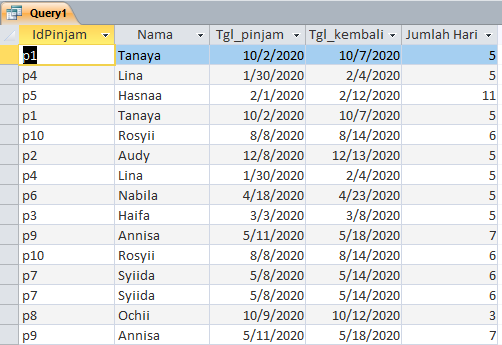 Query1
IdPinjam Nama Tgl_pinjam Tgl_kembali Jumlah Hari
p1 Tanaya 10/2/2020 10/7/2020 5
p4 Lina 1/30/2020 2/4/2020 5
p5 Hasnaa 2/1/2020 2/12/2020 11
p1 Tanaya 10/2/2020 10/7/2020 5
p10 Rosyii 8/8/2020 8/14/2020 6
p2 Audy 12/8/2020 12/13/2020 5
p4 Lina 1/30/2020 2/4/2020 5
p6 Nabila 4/18/2020 4/23/2020 5
p3 Haifa 3/3/2020 3/8/2020 5
p9 Annisa 5/11/2020 5/18/2020 7
p10 Rosyii 8/8/2020 8/14/2020 6
p7 Syiida 5/8/2020 5/14/2020 6
p7 Syiida 5/8/2020 5/14/2020 6
p8 Ochii 10/9/2020 10/12/2020 3
p9 Annisa 5/11/2020 5/18/2020 7